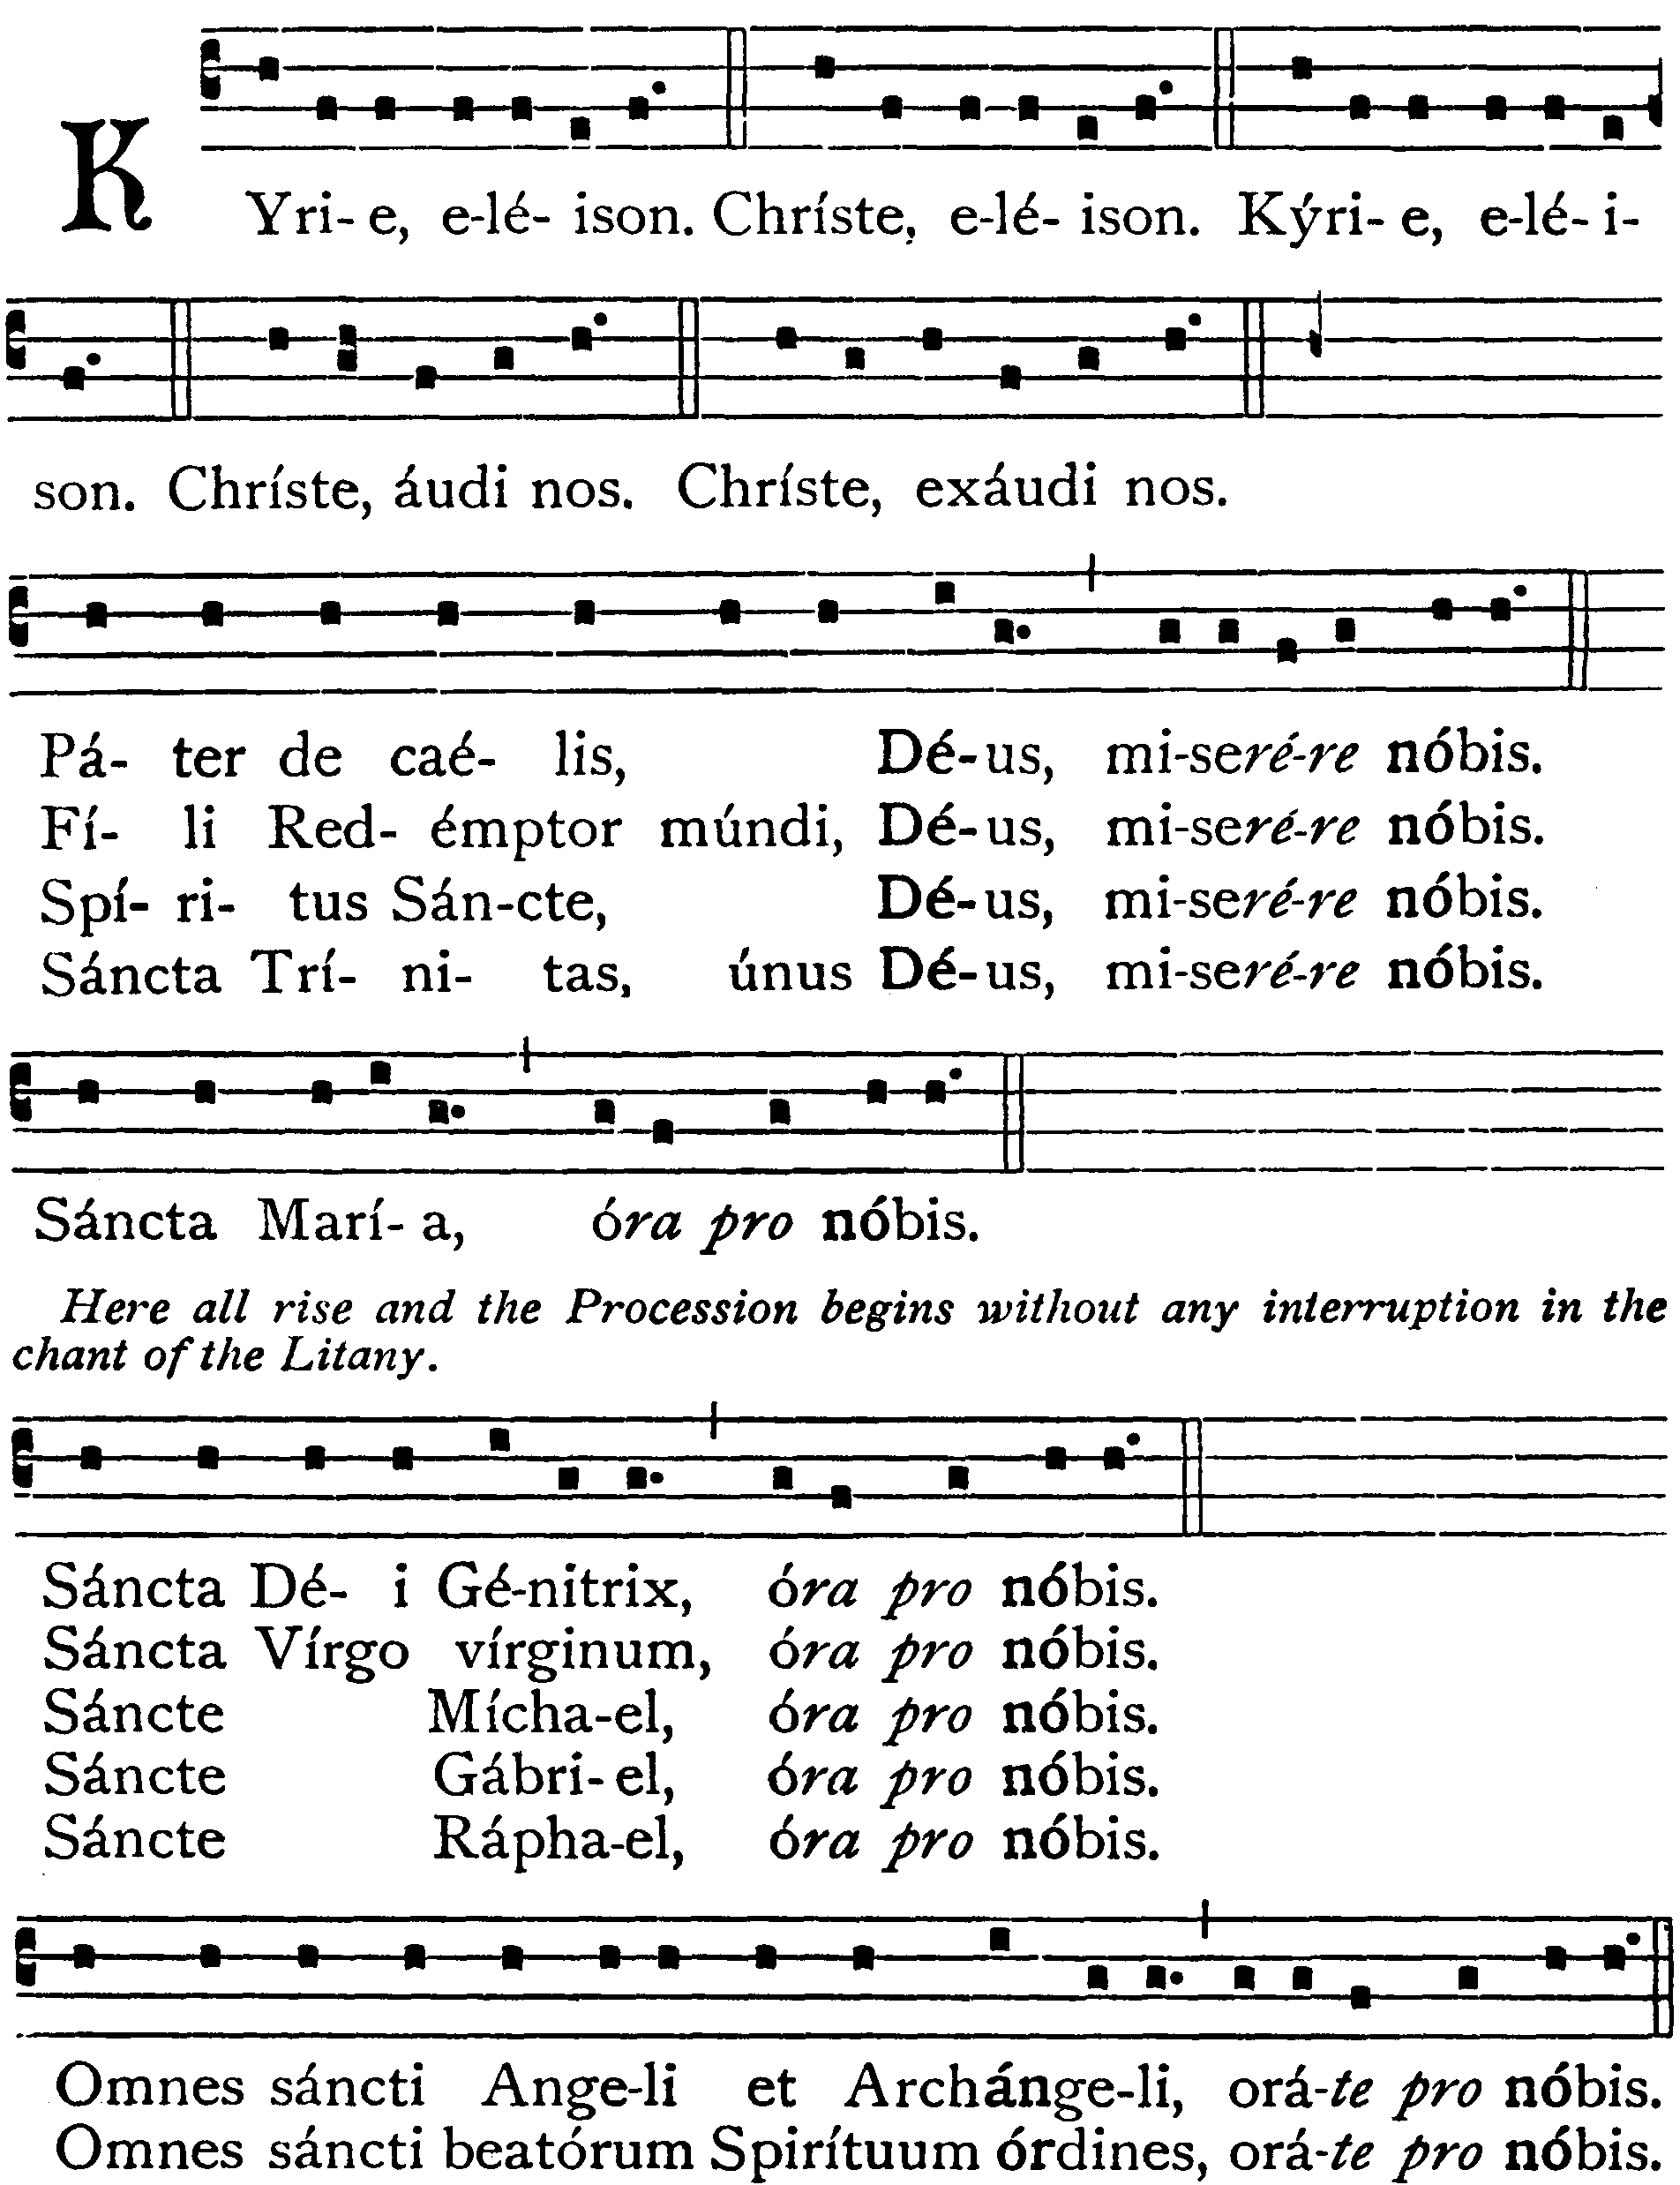 KYri- e, e-lé- ison. Chríste, e-lé- ison. Kýri- e, e-lé- i-
son. Chríste, áudi nos. Chríste, exáudi nos.
Pá- ter de caé- lis, Dé-us, mi-seré-re nóbis.
Fí- li Red- émptor múndi, Dé-us, mi-seré-re nóbis.
Spí- ri- tus Sán-cte, Dé-us, mi-seré-re nóbis.
Sáncta Trí- ni- tas, únus Dé-us, mi-seré-re nóbis.
Sáncta Marí- a, óra pro nóbis.
Here all rise and the Procession begins without any interruption in the
chant of the Litany.
Sáncta Dé- i Gé-nitrix, óra pro nóbis.
Sáncta Vírgo vírginum, óra pro nóbis.
Sáncte Mícha-el, óra pro nóbis.
Sáncte Gábri- el, óra pro nóbis.
Sáncte Rápha-el, óra pro nóbis.
Omnes sáncti Ange-li et Archánge-li, orá-te pro nóbis.
Omnes sáncti beatórum Spirítuum órdines, orá-te pro nóbis.